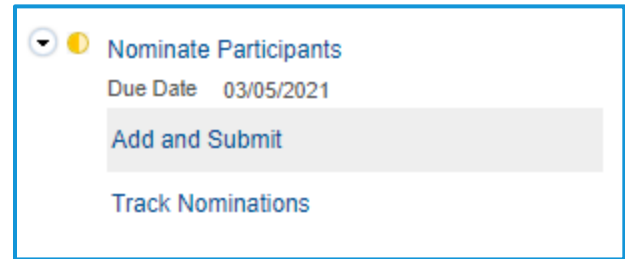 Nominate Participants
Due Date 03/05/2021
Add and Submit
Track Nominations